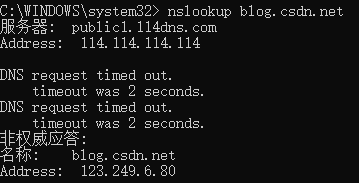 C:\WINDOWS\system32> nslookup blog.csdn.net
服务器:  public1.114dns.com
Address:  114.114.114.114
DNS request timed out.
    timeout was 2 seconds.
DNS request timed out.
    timeout was 2 seconds.
非权威应答:
名称:    blog.csdn.net
Address:  123.249.6.80